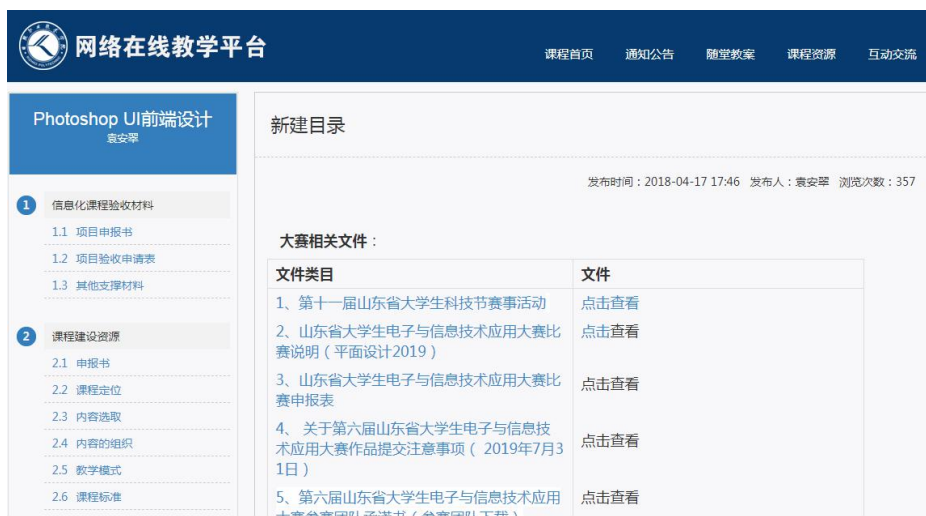 网络在线教学平台
课程首页 通知公告 随堂教案 课程资源 互动交流
Photoshop UI前端设计
袁安翠
1 信息化课程验收材料
1.1 项目申报书
1.2 项目验收申请表
1.3 其他支撑材料
2 课程建设资源
2.1 申报书
2.2 课程定位
2.3 内容选取
2.4 内容的组织
2.5 教学模式
2.6 课程标准
新建目录
发布时间：2018-04-17 17:46 发布人：袁安翠 浏览次数：357
大赛相关文件：
文件类目 文件
1、第十一届山东省大学生科技节赛事活动 点击查看
2、山东省大学生电子与信息技术应用大赛比
赛说明（平面设计2019） 点击查看
3、山东省大学生电子与信息技术应用大赛比
赛申报表 点击查看
4、 关于第六届山东省大学生电子与信息技
术应用大赛作品提交注意事项（ 2019年7月3
1日） 点击查看
5、第六届山东省大学生电子与信息技术应用 点击查看